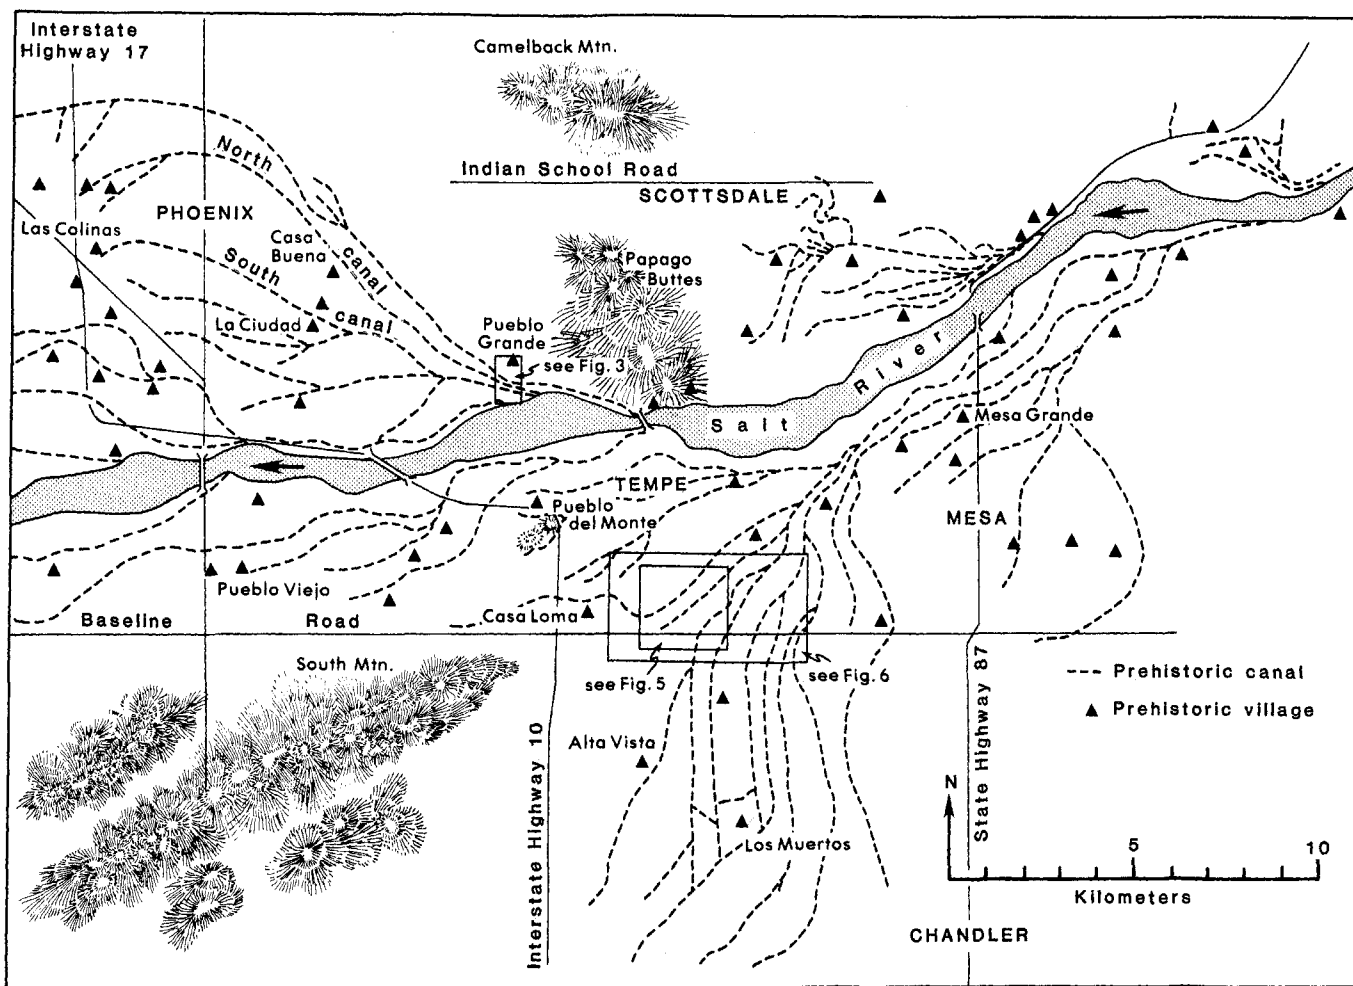 Interstate
Highway 17
Camelback Mtn.
North
Indian School Road
SCOTTSDALE
PHOENIX
Las Colinas
Casa
Buena
canal
South
canal
Papago
Buttes
La Ciudad
Pueblo
Grande
see Fig. 3
Salt River
Mesa Grande
TEMPE
Pueblo
del Monte
MESA
Pueblo Viejo
Casa Loma
Baseline Road
South Mtn.
see Fig. 5
see Fig. 6
Prehistoric canal
Prehistoric village
Alta Vista
Interstate Highway 10
State Highway 87
N
Los Muertos
5
10
Kilometers
CHANDLER